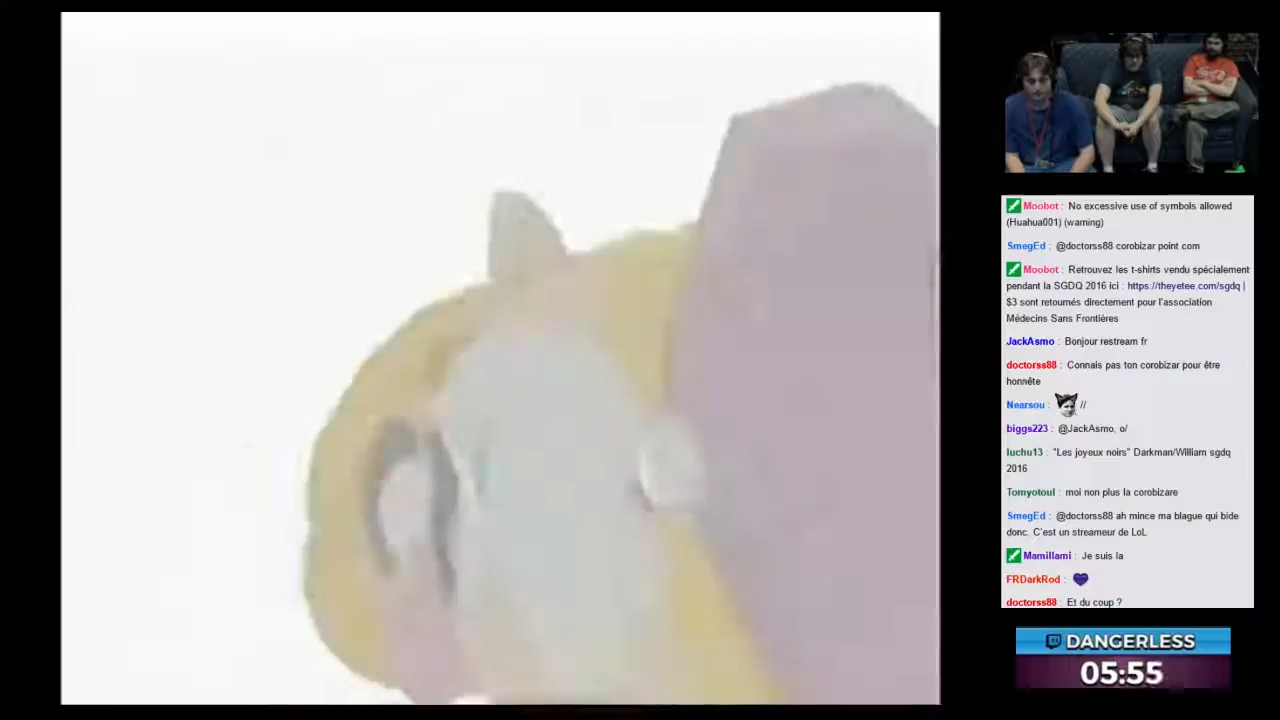 Moobot : No excessive use of symbols allowed
(Huahua001) (warning)
SmegEd : @doctorss88 corobizar point com
Moobot : Retrouvez les t-shirts vendu spécialement
pendant la SGDQ 2016 ici : https://theyetee.com/sgdq |
$3 sont retournés directement pour l'association
Médecins Sans Frontières
JackAsmo : Bonjour restream fr
doctorss88 : Connais pas ton corobizar pour être
honnête
Nearsou : //
biggs223 : @JackAsmo, o/
luchu13 : "Les joyeux noirs" Darkman/William sgdq
2016
Tomyotoul : moi non plus la corobizare
SmegEd : @doctorss88 ah mince ma blague qui bide
donc. C'est un streameur de LoL
Mamillami : Je suis la
FRDarkRod :
doctorss88 : Et du coup ?
DANGERLESS
05:55